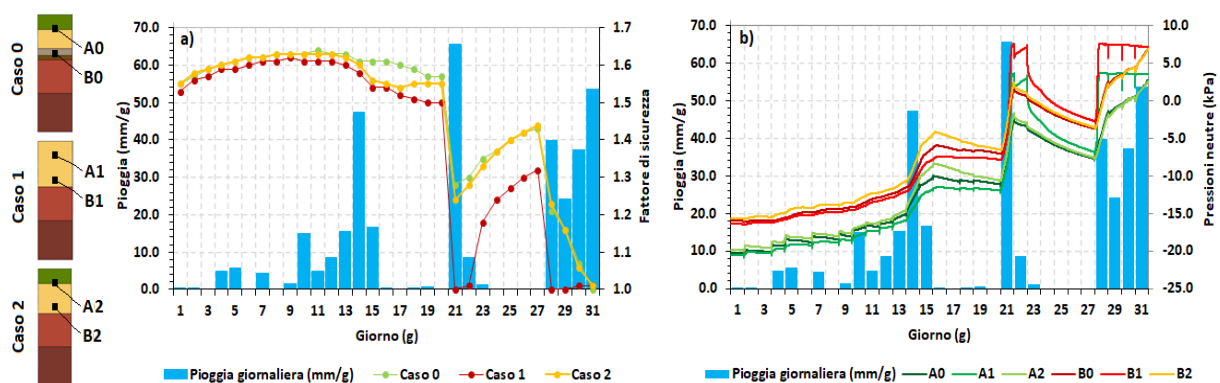 Caso 0
A0
B0
Caso 1
A1
B1
Caso 2
A2
B2
a)
Pioggia (mm/g)
70.0
60.0
50.0
40.0
30.0
20.0
10.0
0.0
Fattore di sicurezza
1.7
1.6
1.5
1.4
1.3
1.2
1.1
1.0
1 3 5 7 9 11 13 15 17 19 21 23 25 27 29 31
Giorno (g)
Pioggia giornaliera (mm/g) Caso 0 Caso 1 Caso 2
b)
Pioggia (mm/g)
70.0
60.0
50.0
40.0
30.0
20.0
10.0
0.0
Pressioni neutre (kPa)
10.0
5.0
0.0
-5.0
-10.0
-15.0
-20.0
-25.0
1 3 5 7 9 11 13 15 17 19 21 23 25 27 29 31
Giorno (g)
Pioggia giornaliera (mm/g) A0 A1 A2 B0 B1 B2